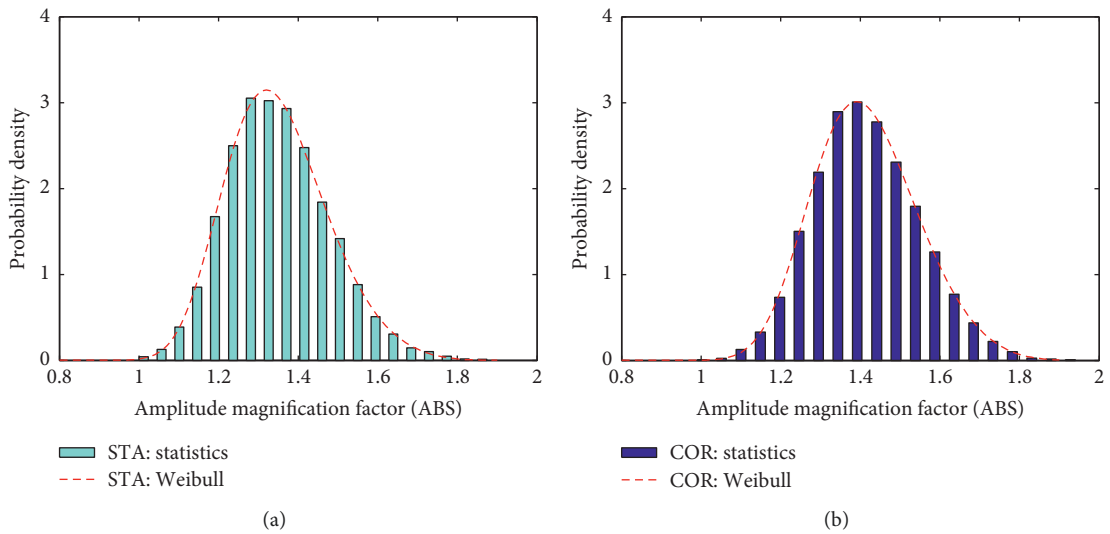 4
3
2
1
0
0.8 1 1.2 1.4 1.6 1.8 2
Probability density
Amplitude magnification factor (ABS)
STA: statistics
STA: Weibull
(a)
4
3
2
1
0
0.8 1 1.2 1.4 1.6 1.8 2
Probability density
Amplitude magnification factor (ABS)
COR: statistics
COR: Weibull
(b)